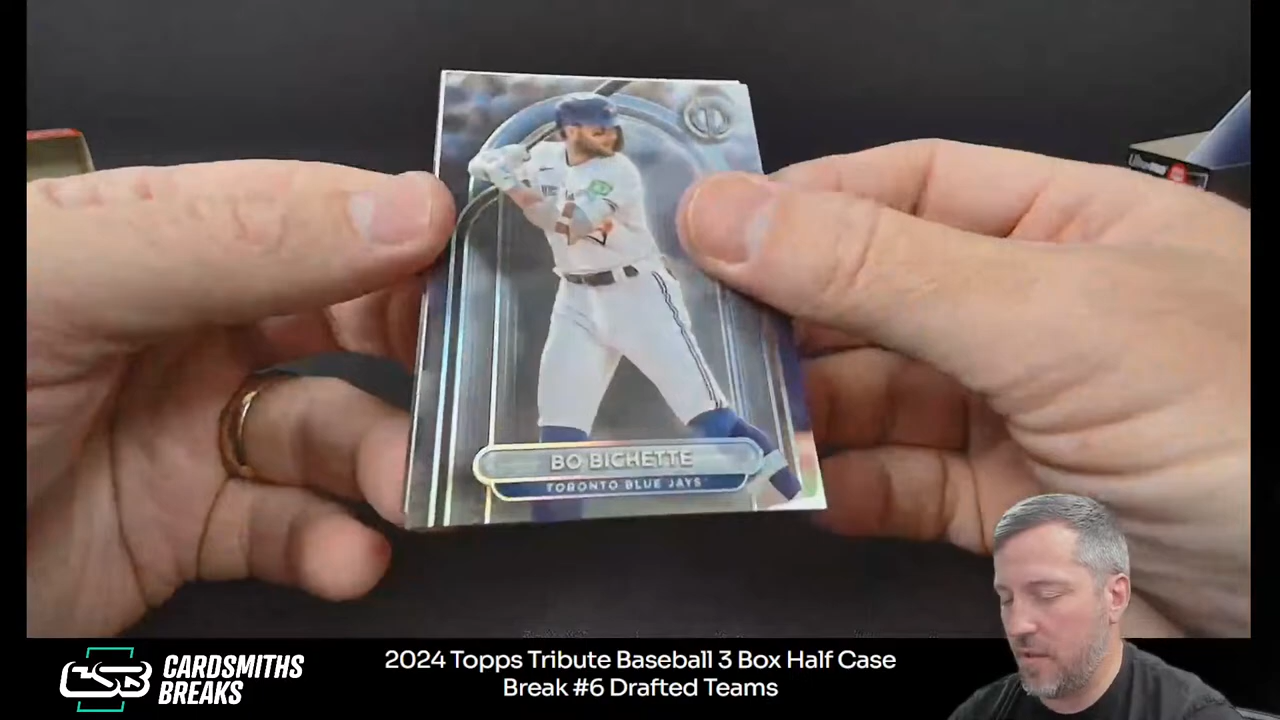 BO BICHETTE
TORONTO BLUE JAYS
CSB
CARDSMITHS
BREAKS
2024 Topps Tribute Baseball 3 Box Half Case
Break #6 Drafted Teams